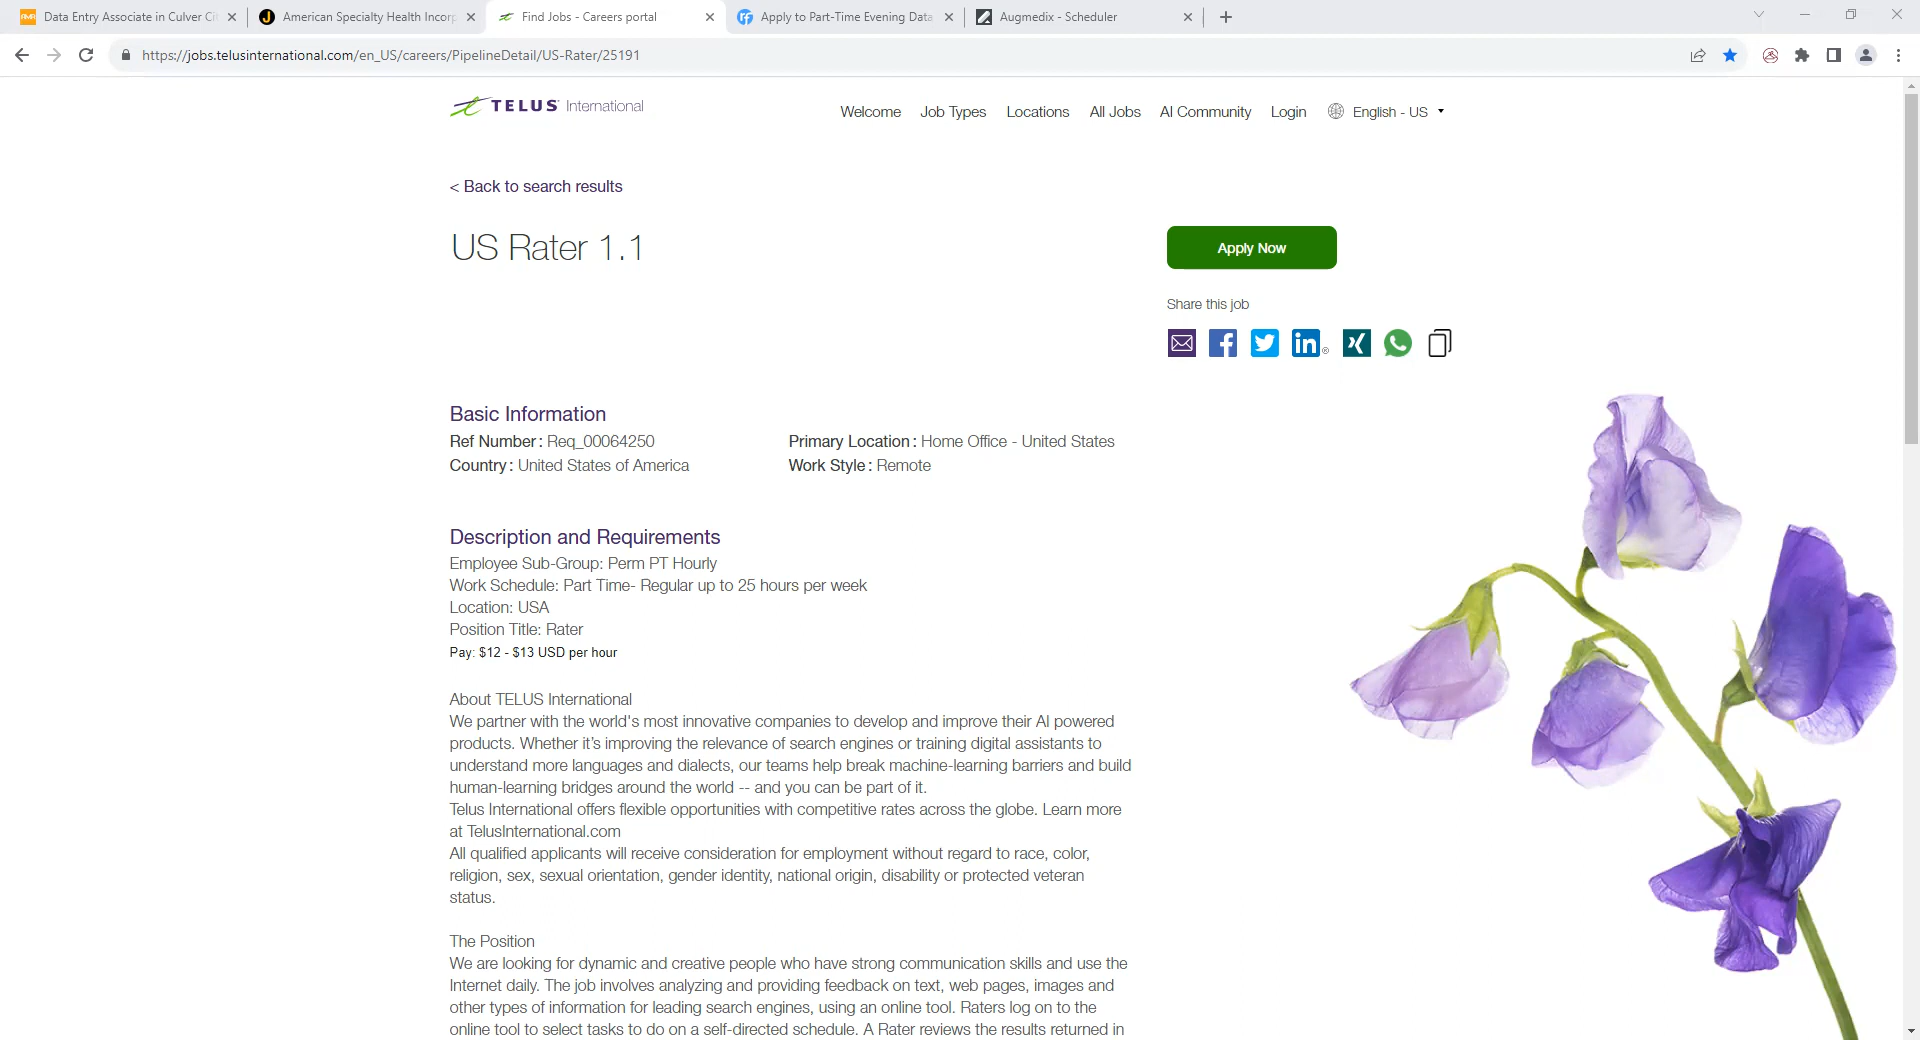 Data Entry Associate in Culver Ci
American Specialty Health Incorp
Find Jobs - Careers portal
Apply to Part-Time Evening Data
Augmedix - Scheduler
https://jobs.telusinternational.com/en_US/careers/PipelineDetail/US-Rater/25191
TELUS International
Welcome Job Types Locations All Jobs AI Community Login English - US
< Back to search results
US Rater 1.1
Apply Now
Share this job
Basic Information
Ref Number : Req_00064250 Primary Location : Home Office - United States
Country : United States of America Work Style : Remote
Description and Requirements
Employee Sub-Group: Perm PT Hourly
Work Schedule: Part Time- Regular up to 25 hours per week
Location: USA
Position Title: Rater
Pay: $12 - $13 USD per hour
About TELUS International
We partner with the world's most innovative companies to develop and improve their AI powered
products. Whether it’s improving the relevance of search engines or training digital assistants to
understand more languages and dialects, our teams help break machine-learning barriers and build
human-learning bridges around the world -- and you can be part of it.
Telus International offers flexible opportunities with competitive rates across the globe. Learn more
at TelusInternational.com
All qualified applicants will receive consideration for employment without regard to race, color,
religion, sex, sexual orientation, gender identity, national origin, disability or protected veteran
status.
The Position
We are looking for dynamic and creative people who have strong communication skills and use the
Internet daily. The job involves analyzing and providing feedback on text, web pages, images and
other types of information for leading search engines, using an online tool. Raters log on to the
online tool to select tasks to do on a self-directed schedule. A Rater reviews the results returned in